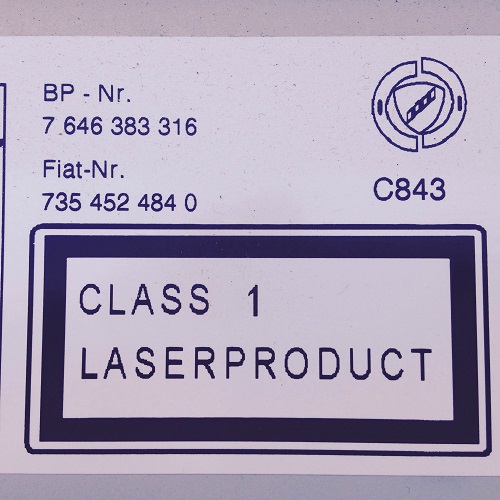 BP - Nr.
7 646 383 316
Fiat-Nr.
735 452 484 0
C843
CLASS 1
LASERPRODUCT